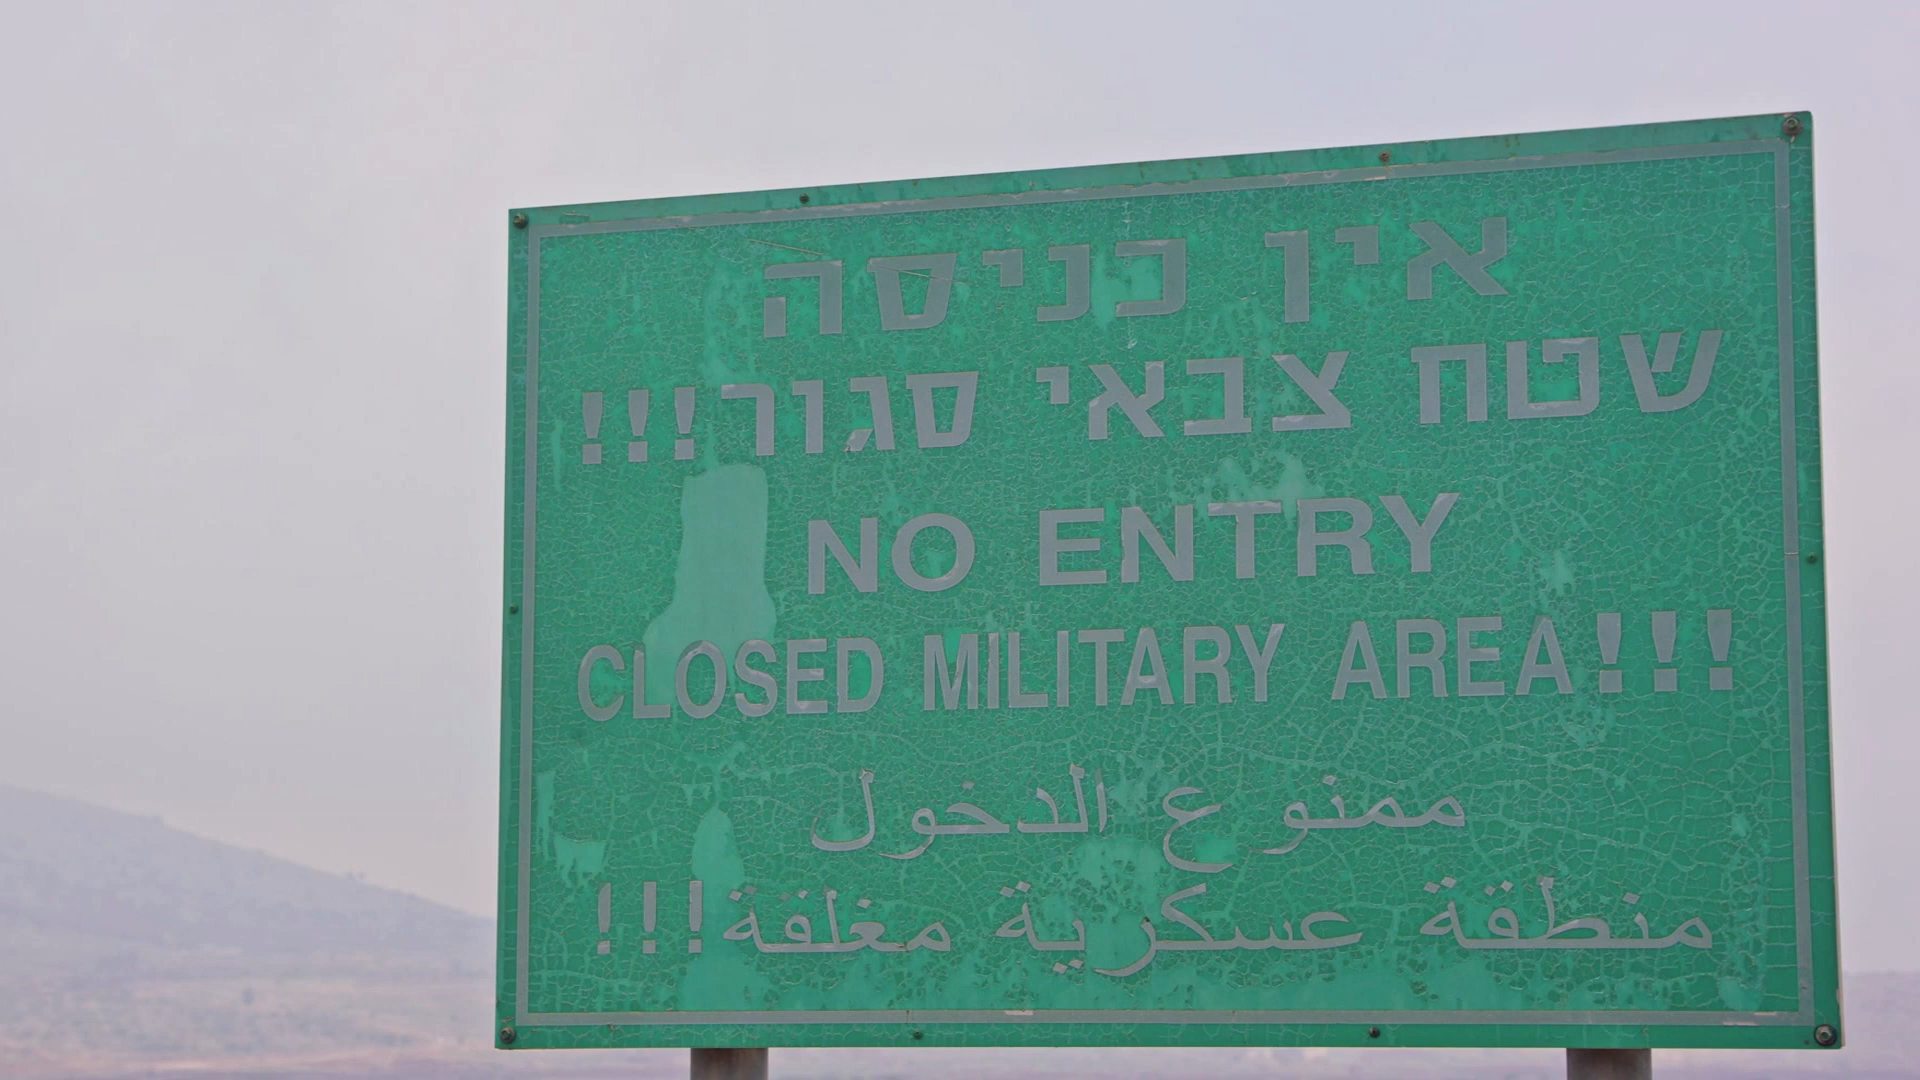 אין כניסה
שטח צבאי סגור!!!
NO ENTRY
CLOSED MILITARY AREA!!!
ممنوع الدخول
منطقة عسكرية مغلقة!!!